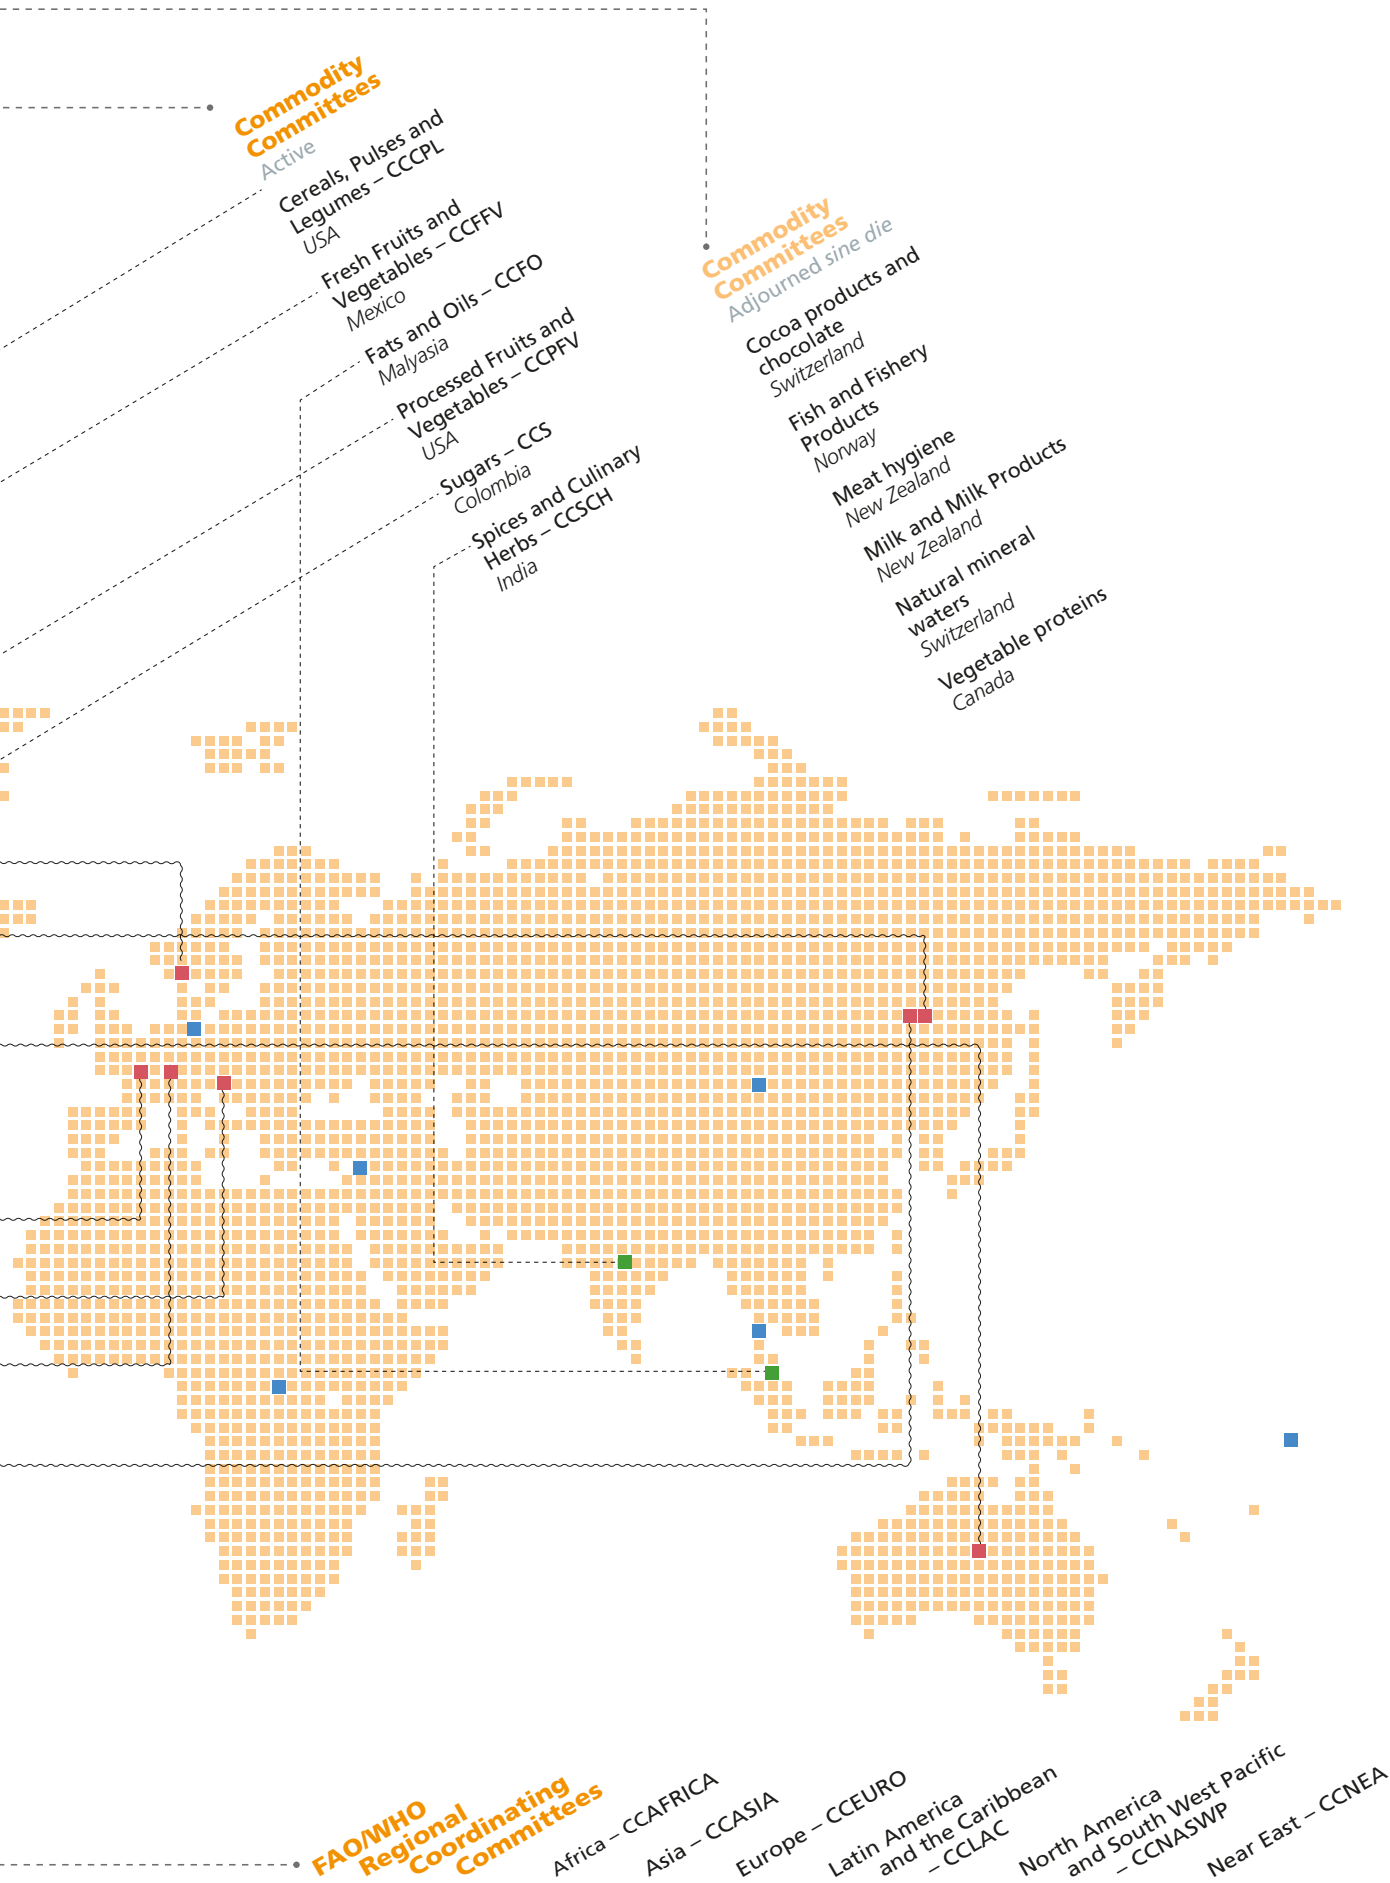 Commodity
Committees
Active
Cereals, Pulses and
Legumes – CCCPL
USA
Fresh Fruits and
Vegetables – CCFFV
Mexico
Fats and Oils – CCFO
Malyasia
Processed Fruits and
Vegetables – CCPFV
USA
Sugars – CCS
Colombia
Spices and Culinary
Herbs – CCSCH
India
Commodity
Committees
Adjourned sine die
Cocoa products and
chocolate
Switzerland
Fish and Fishery
Products
Norway
Meat hygiene
New Zealand
Milk and Milk Products
New Zealand
Natural mineral
waters
Switzerland
Vegetable proteins
Canada
FAO/WHO
Regional
Coordinating
Committees
Africa – CCAFRICA
Asia – CCASIA
Europe – CCEURO
Latin America
and the Caribbean
– CCLAC
North America
and South West Pacific
– CCNASWP
Near East – CCNEA